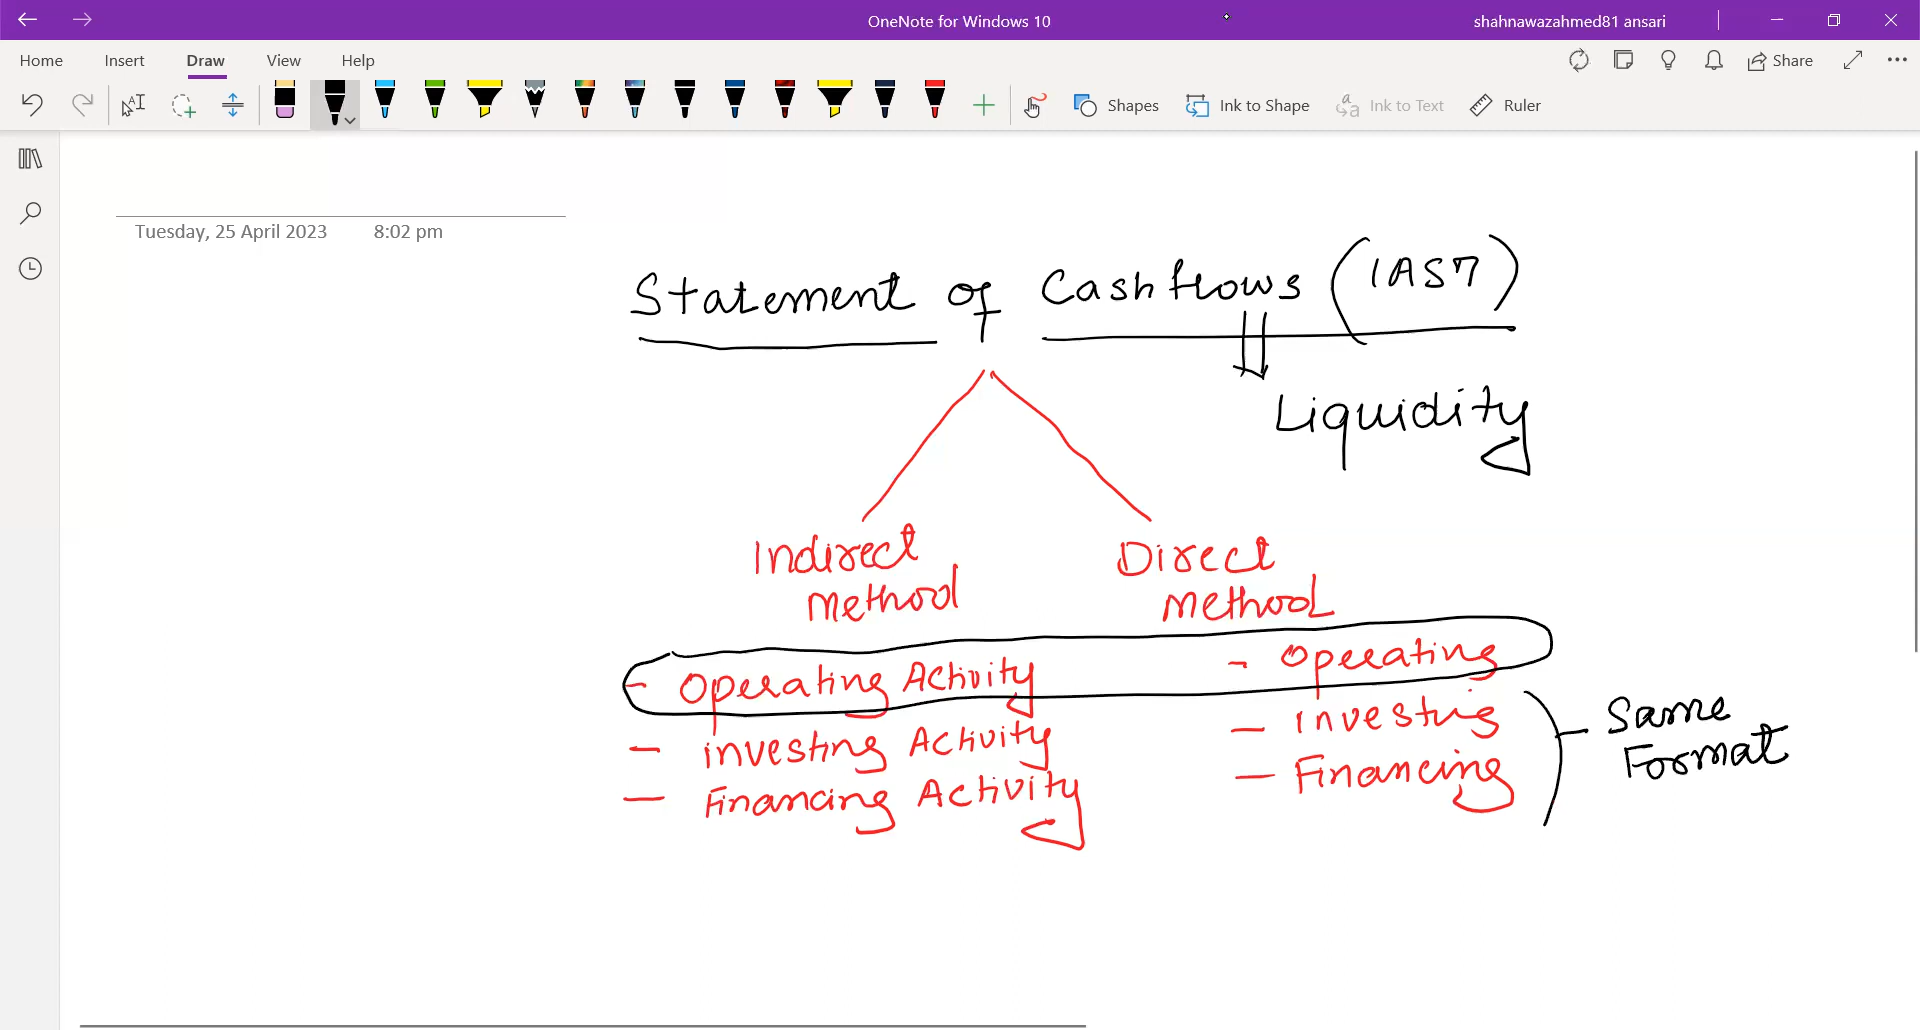 OneNote for Windows 10
shahnawazahmed81 ansari
Home Insert Draw View Help
Share
Shapes Ink to Shape Ink to Text Ruler
Tuesday, 25 April 2023 8:02 pm
Statement of Cashflows (IAS7)
Liquidity
Indirect Method
Direct Method
- Operating Activity
- Investing Activity
- Financing Activity
- Operating
- Investing
- Financing
Same
Format